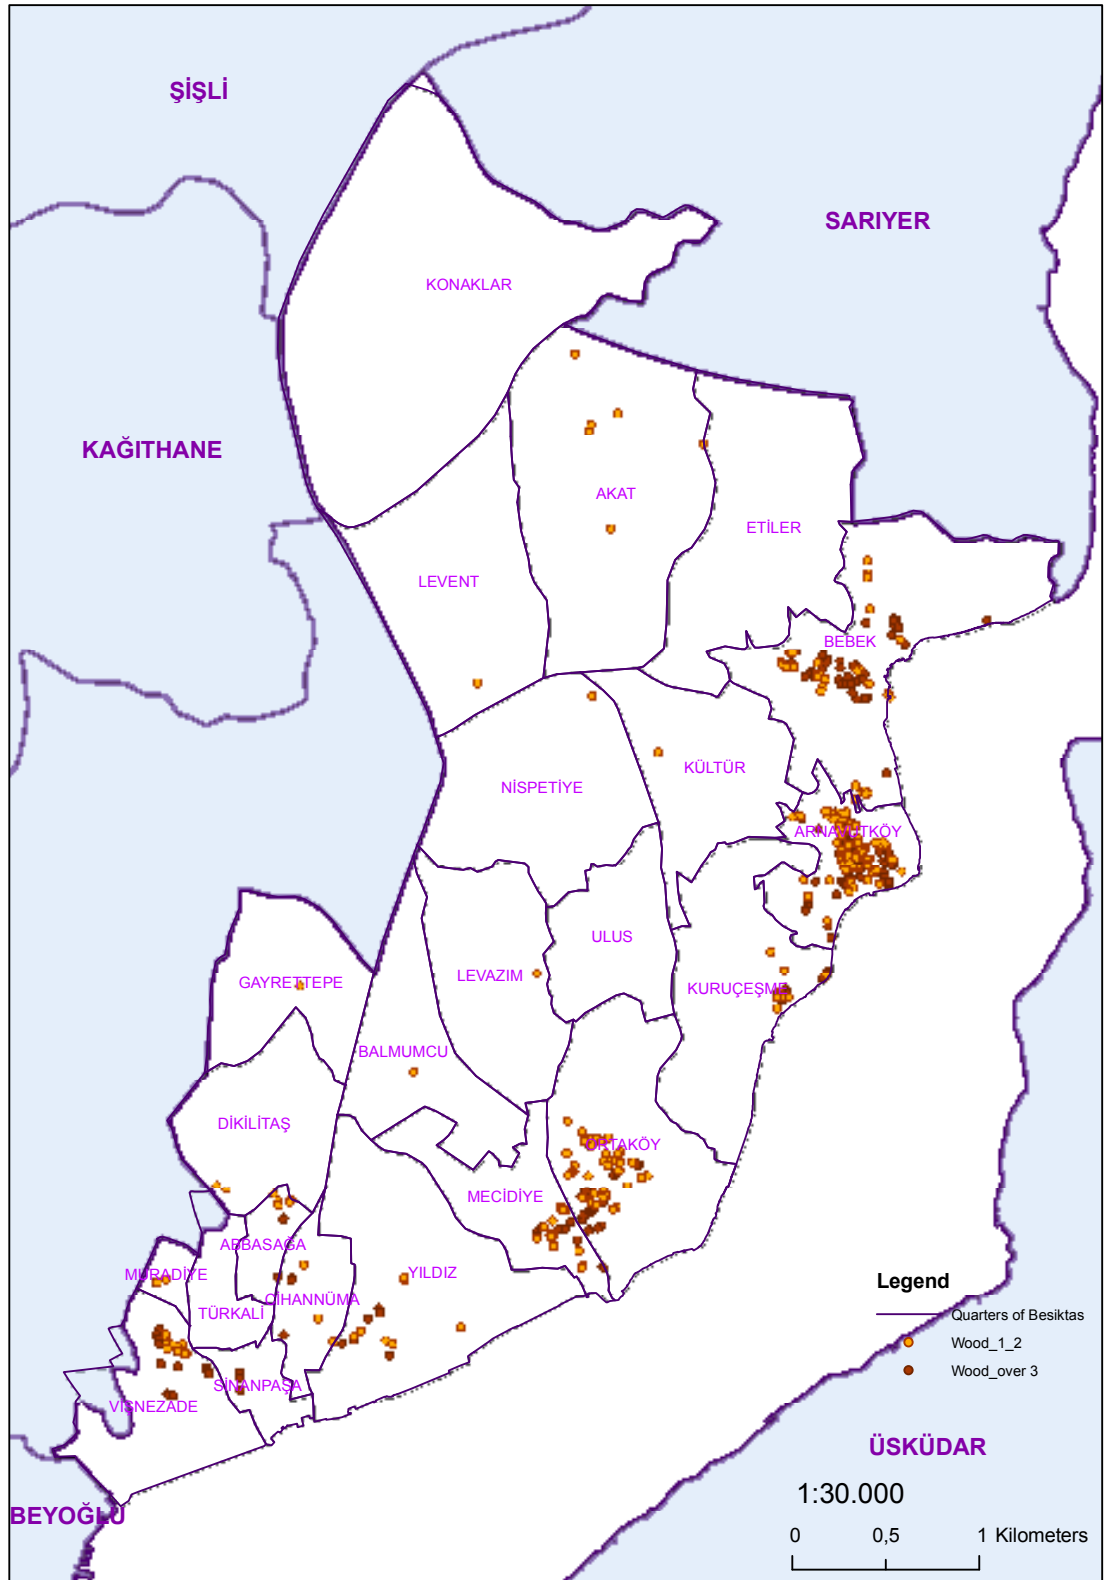 ŞİŞLİ
SARIYER
KONAKLAR
KAĞITHANE
AKAT
ETİLER
LEVENT
BEBEK
KÜLTÜR
NİSPETİYE
ARNAVUTKÖY
ULUS
LEVAZIM
GAYRETTEPE
KURUÇEŞME
BALMUMCU
DİKİLİTAŞ
ORTAKÖY
MECİDİYE
ABBASAĞA
MURADİYE
YILDIZ
CİHANNÜMA
TÜRKALİ
SİNANPAŞA
VİŞNEZADE
Legend
Quarters of Besiktas
Wood_1_2
Wood_over 3
ÜSKÜDAR
BEYOĞLU
1:30.000
0 0,5 1 Kilometers